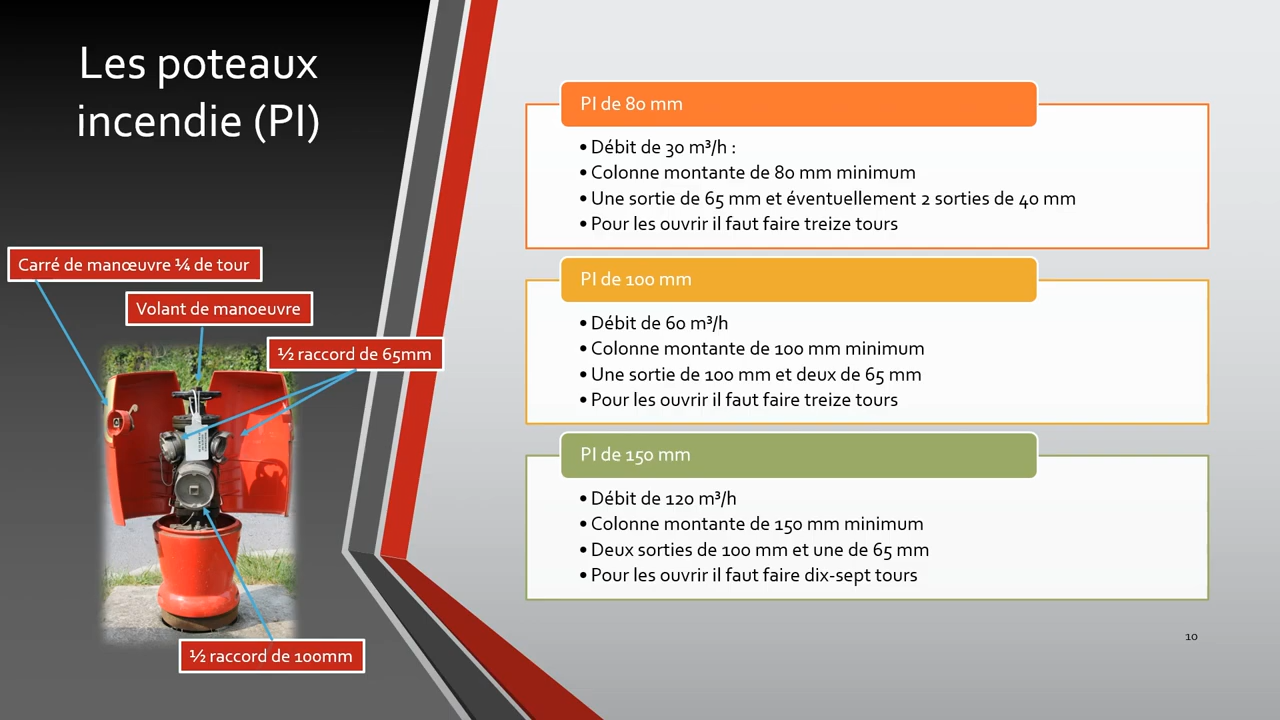 Les poteaux
incendie (PI)
Carré de manœuvre ¼ de tour
Volant de manoeuvre
½ raccord de 65mm
½ raccord de 100mm
PI de 80 mm
• Débit de 30 m³/h :
• Colonne montante de 80 mm minimum
• Une sortie de 65 mm et éventuellement 2 sorties de 40 mm
• Pour les ouvrir il faut faire treize tours
PI de 100 mm
• Débit de 60 m³/h
• Colonne montante de 100 mm minimum
• Une sortie de 100 mm et deux de 65 mm
• Pour les ouvrir il faut faire treize tours
PI de 150 mm
• Débit de 120 m³/h
• Colonne montante de 150 mm minimum
• Deux sorties de 100 mm et une de 65 mm
• Pour les ouvrir il faut faire dix-sept tours
10